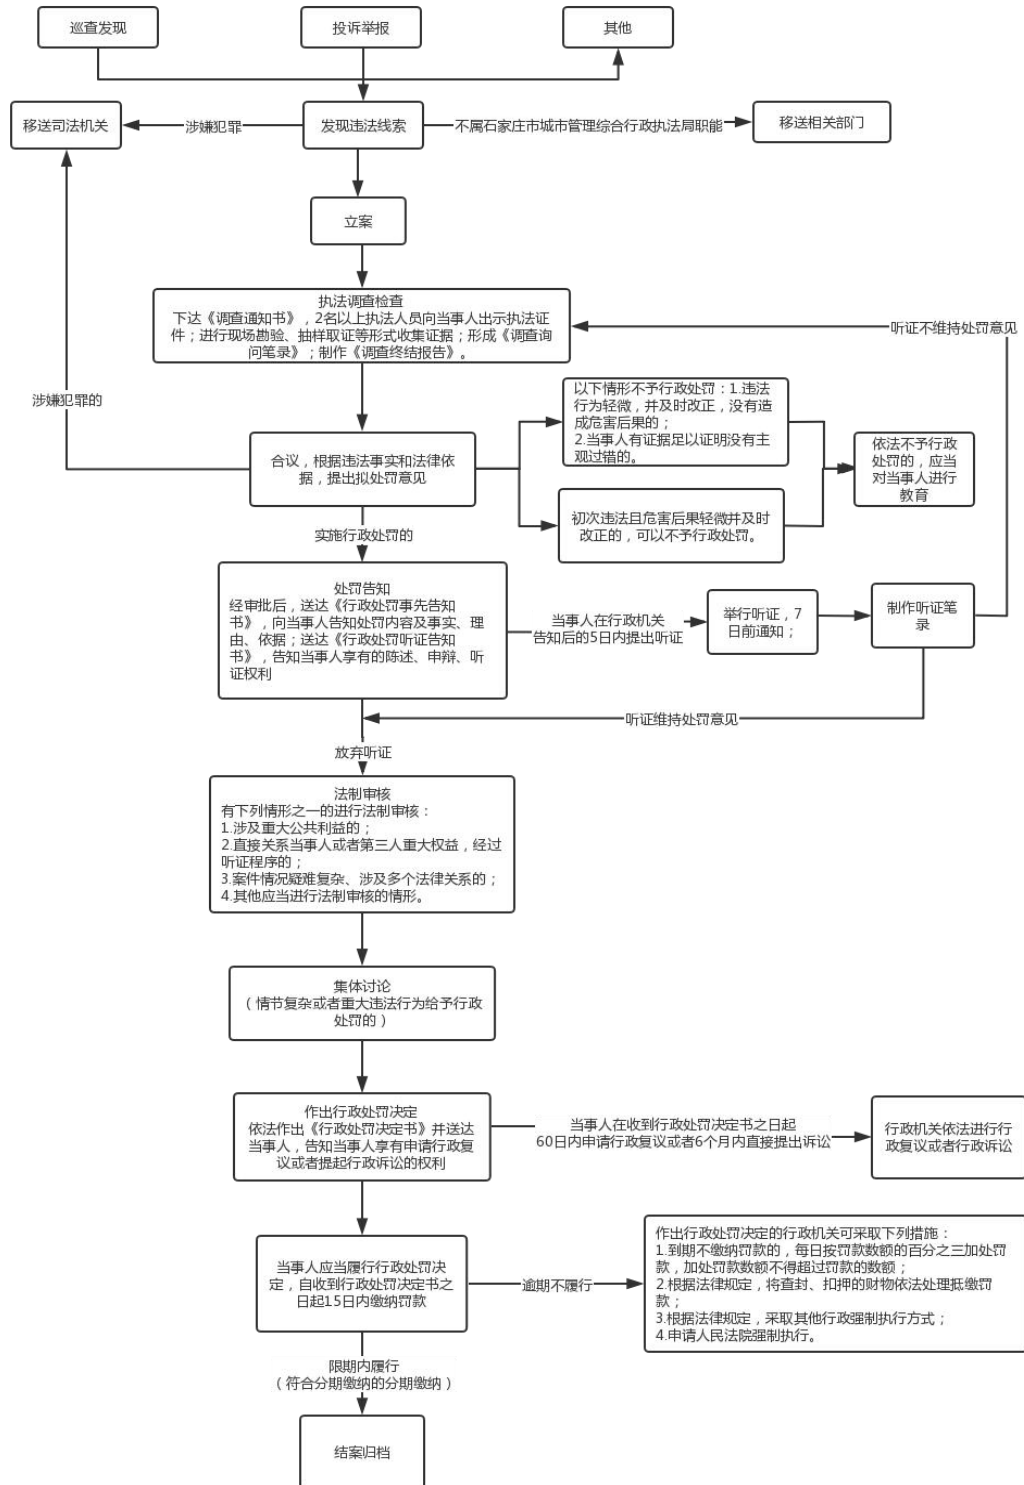 巡查发现
投诉举报
其他
移送司法机关
涉嫌犯罪
发现违法线索
不属石家庄市城市管理综合行政执法局职能
移送相关部门
立案
执法调查检查
下达《调查通知书》，2名以上执法人员向当事人出示执法证
件；进行现场勘验、抽样取证等形式收集证据；形成《调查询
问笔录》；制作《调查终结报告》。
听证不维持处罚意见
涉嫌犯罪的
合议，根据违法事实和法律依
据，提出拟处罚意见
以下情形不予行政处罚：1.违法
行为轻微，并及时改正，没有造
成危害后果的；
2.当事人有证据足以证明没有主
观过错的。
初次违法且危害后果轻微并及时
改正的，可以不予行政处罚。
依法不予行政
处罚的，应当
对当事人进行
教育
实施行政处罚的
处罚告知
经审批后，送达《行政处罚事先告知
书》，向当事人告知处罚内容及事实、理
由、依据；送达《行政处罚听证告知
书》，告知当事人享有的陈述、申辩、听
证权利
当事人在行政机关
告知后的5日内提出听证
举行听证，7
日前通知；
制作听证笔
录
听证维持处罚意见
放弃听证
法制审核
有下列情形之一的进行法制审核：
1.涉及重大公共利益的；
2.直接关系当事人或者第三人重大权益，经过
听证程序的；
3.案件情况疑难复杂、涉及多个法律关系的；
4.其他应当进行法制审核的情形。
集体讨论
（情节复杂或者重大违法行为给予行政
处罚的）
作出行政处罚决定
依法作出《行政处罚决定书》并送达
当事人，告知当事人享有申请行政复
议或者提起行政诉讼的权利
当事人在收到行政处罚决定书之日起
60日内申请行政复议或者6个月内直接提出诉讼
行政机关依法进行行
政复议或者行政诉讼
当事人应当履行行政处罚决
定，自收到行政处罚决定书之
日起15日内缴纳罚款
逾期不履行
作出行政处罚决定的行政机关可采取下列措施：
1.到期不缴纳罚款的，每日按罚款数额的百分之三加处罚
款，加处罚款数额不得超过罚款的数额；
2.根据法律规定，将查封、扣押的财物依法处理抵缴罚
款；
3.根据法律规定，采取其他行政强制执行方式；
4.申请人民法院强制执行。
限期内履行
（符合分期缴纳的分期缴纳）
结案归档